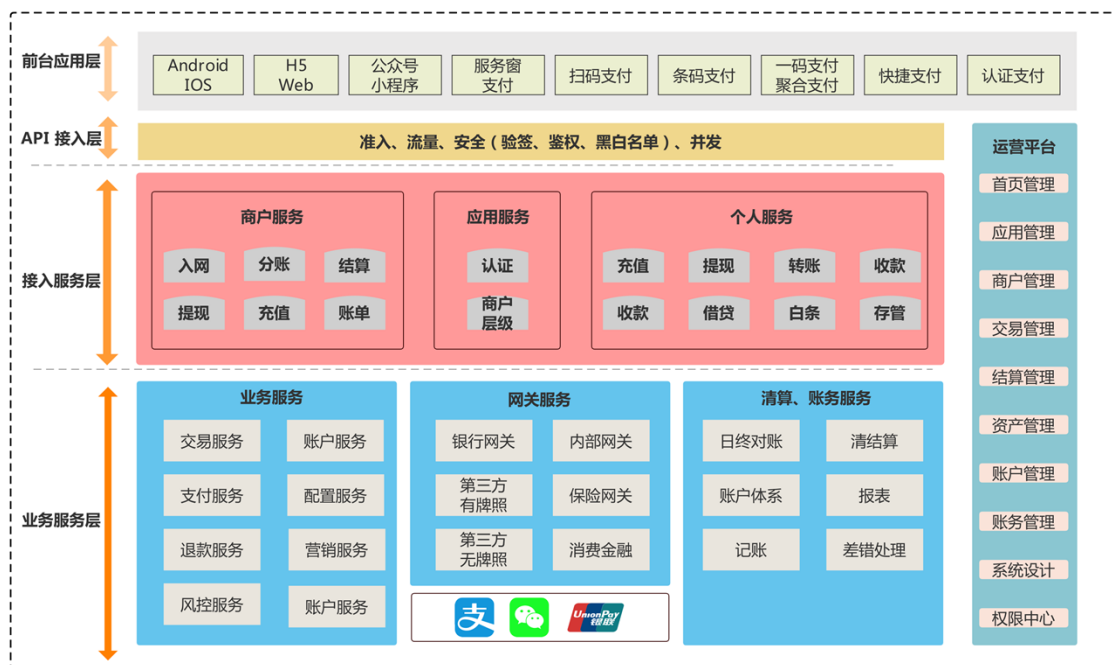 前台应用层
Android
IOS
H5
Web
公众号
小程序
服务窗
支付
扫码支付
条码支付
一码支付
聚合支付
快捷支付
认证支付
API 接入层
准入、流量、安全（验签、鉴权、黑白名单）、并发
接入服务层
商户服务
入网
分账
结算
提现
充值
账单
应用服务
认证
商户
层级
个人服务
充值
提现
转账
收款
收款
借贷
白条
存管
业务服务层
业务服务
交易服务
账户服务
支付服务
配置服务
退款服务
营销服务
风控服务
账户服务
网关服务
银行网关
内部网关
第三方
有牌照
保险网关
第三方
无牌照
消费金融
支
UnionPay
银联
清算、账务服务
日终对账
清结算
账户体系
报表
记账
差错处理
运营平台
首页管理
应用管理
商户管理
交易管理
结算管理
资产管理
账户管理
账务管理
系统设计
权限中心